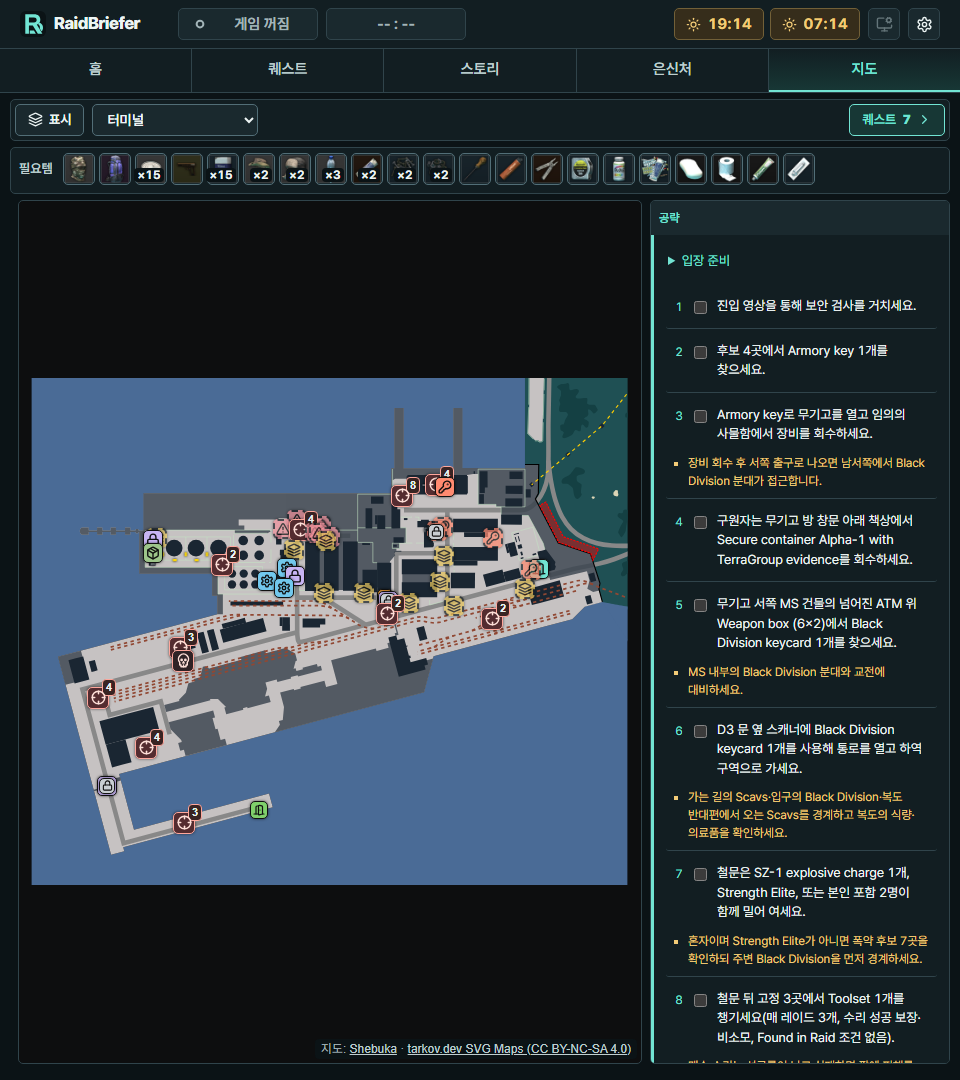 RaidBriefer
게임 꺼짐
-- : --
19:14
07:14
홈
퀘스트
스토리
은신처
지도
표시
터미널
퀘스트 7
필요템
×15
×15
×2
×2
×3
×2
×2
×2
공략
입장 준비
1 진입 영상을 통해 보안 검사를 거치세요.
2 후보 4곳에서 Armory key 1개를
찾으세요.
3 Armory key로 무기고를 열고 임의의
사물함에서 장비를 회수하세요.
장비 회수 후 서쪽 출구로 나오면 남서쪽에서 Black
Division 분대가 접근합니다.
4 구원자는 무기고 방 창문 아래 책상에서
Secure container Alpha-1 with
TerraGroup evidence를 회수하세요.
5 무기고 서쪽 MS 건물의 넘어진 ATM 위
Weapon box (6×2)에서 Black
Division keycard 1개를 찾으세요.
MS 내부의 Black Division 분대와 교전에
대비하세요.
6 D3 문 옆 스캐너에 Black Division
keycard 1개를 사용해 통로를 열고 하역
구역으로 가세요.
가는 길의 Scavs·입구의 Black Division·복도
반대편에서 오는 Scavs를 경계하고 복도의 식량·
의료품을 확인하세요.
7 철문은 SZ-1 explosive charge 1개,
Strength Elite, 또는 본인 포함 2명이
함께 밀어 여세요.
혼자이며 Strength Elite가 아니면 폭약 후보 7곳을
확인하되 주변 Black Division을 먼저 경계하세요.
8 철문 뒤 고정 3곳에서 Toolset 1개를
챙기세요(매 레이드 3개, 수리 성공 보장·
비소모, Found in Raid 조건 없음).
4
8
4
2
2
2
3
4
4
3
지도: Shebuka · tarkov.dev SVG Maps (CC BY-NC-SA 4.0)